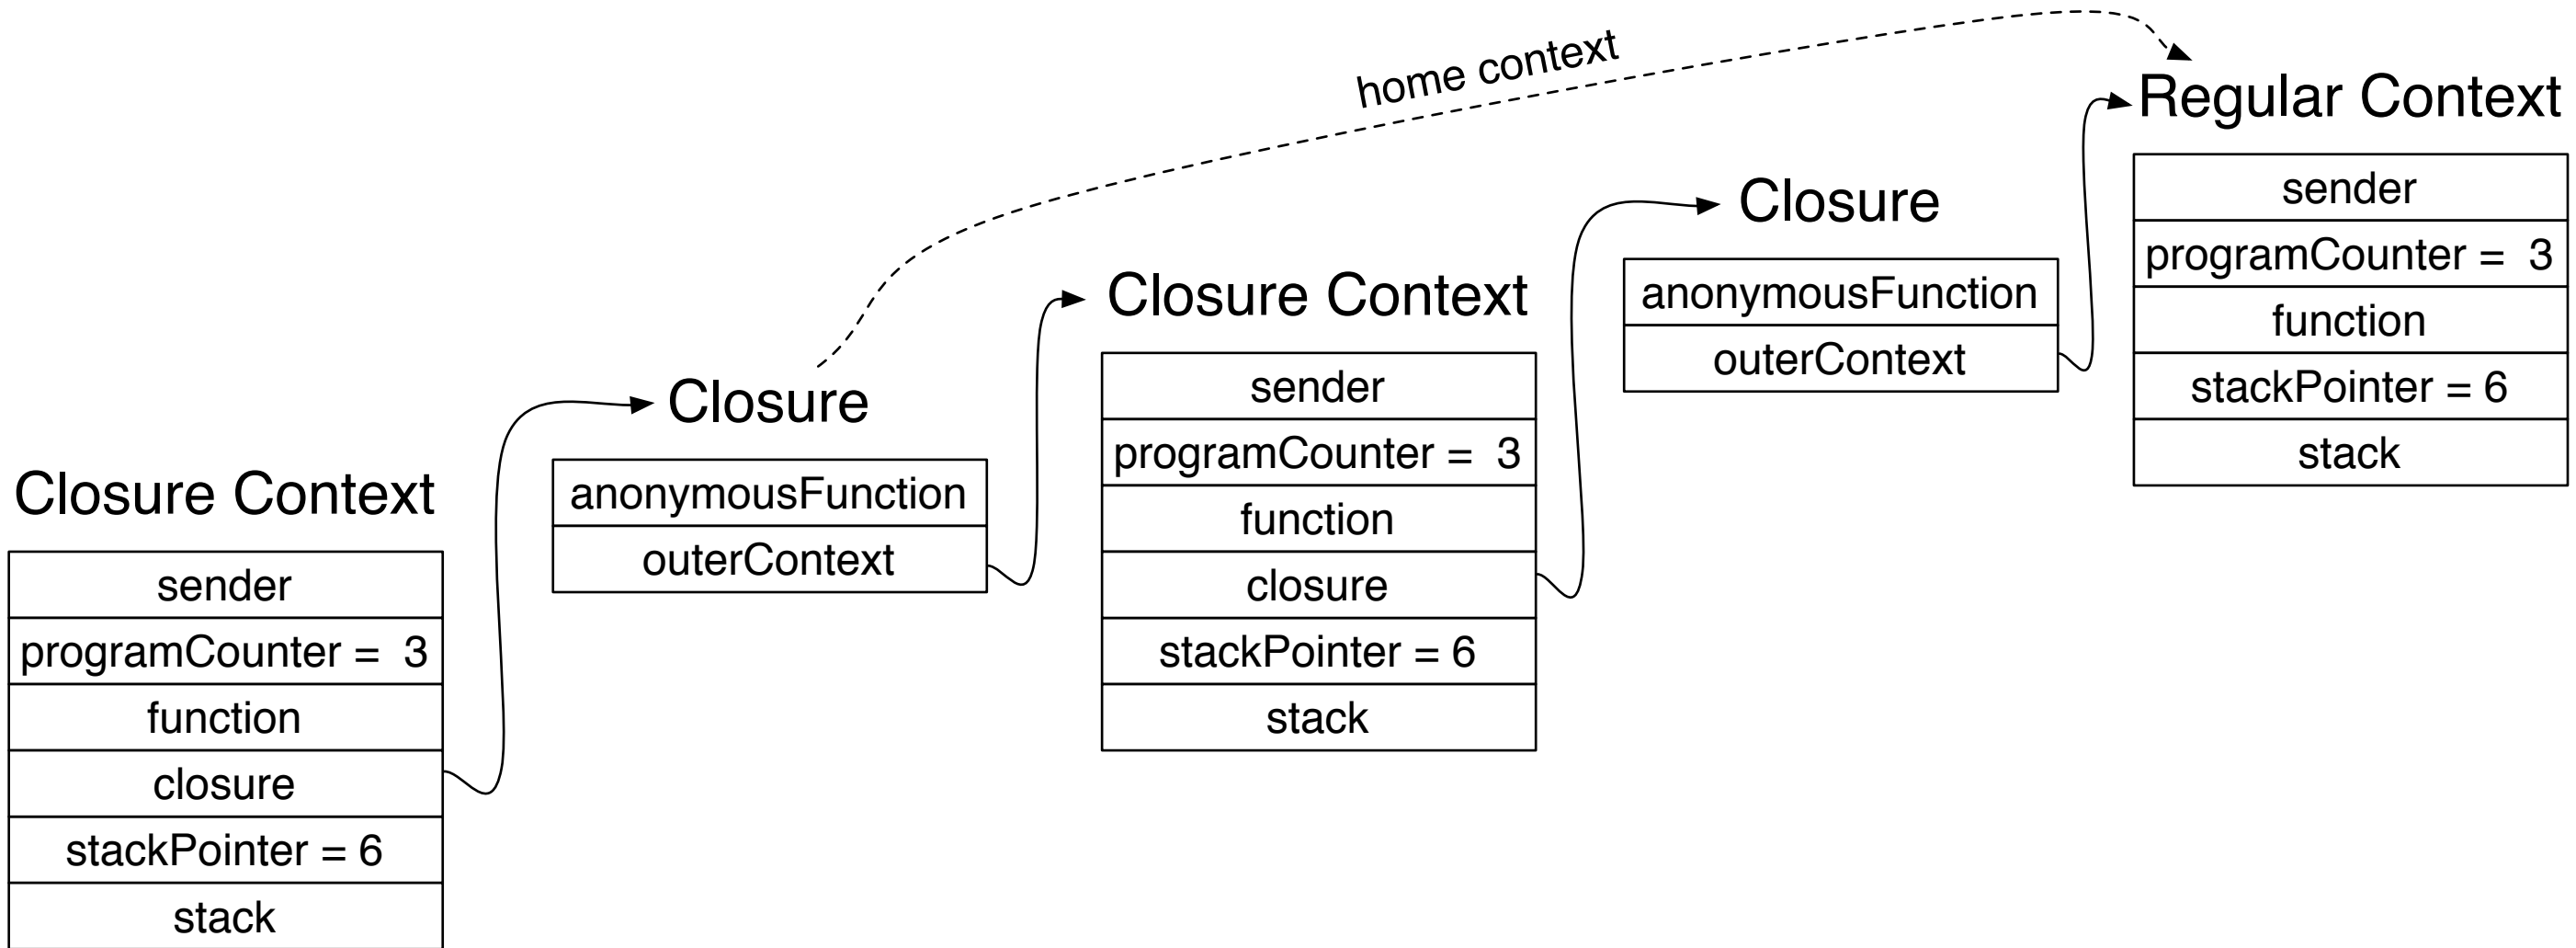 home context
Regular Context
sender
programCounter = 3
function
stackPointer = 6
stack
Closure
anonymousFunction
outerContext
Closure Context
sender
programCounter = 3
function
closure
stackPointer = 6
stack
Closure
anonymousFunction
outerContext
Closure Context
sender
programCounter = 3
function
closure
stackPointer = 6
stack